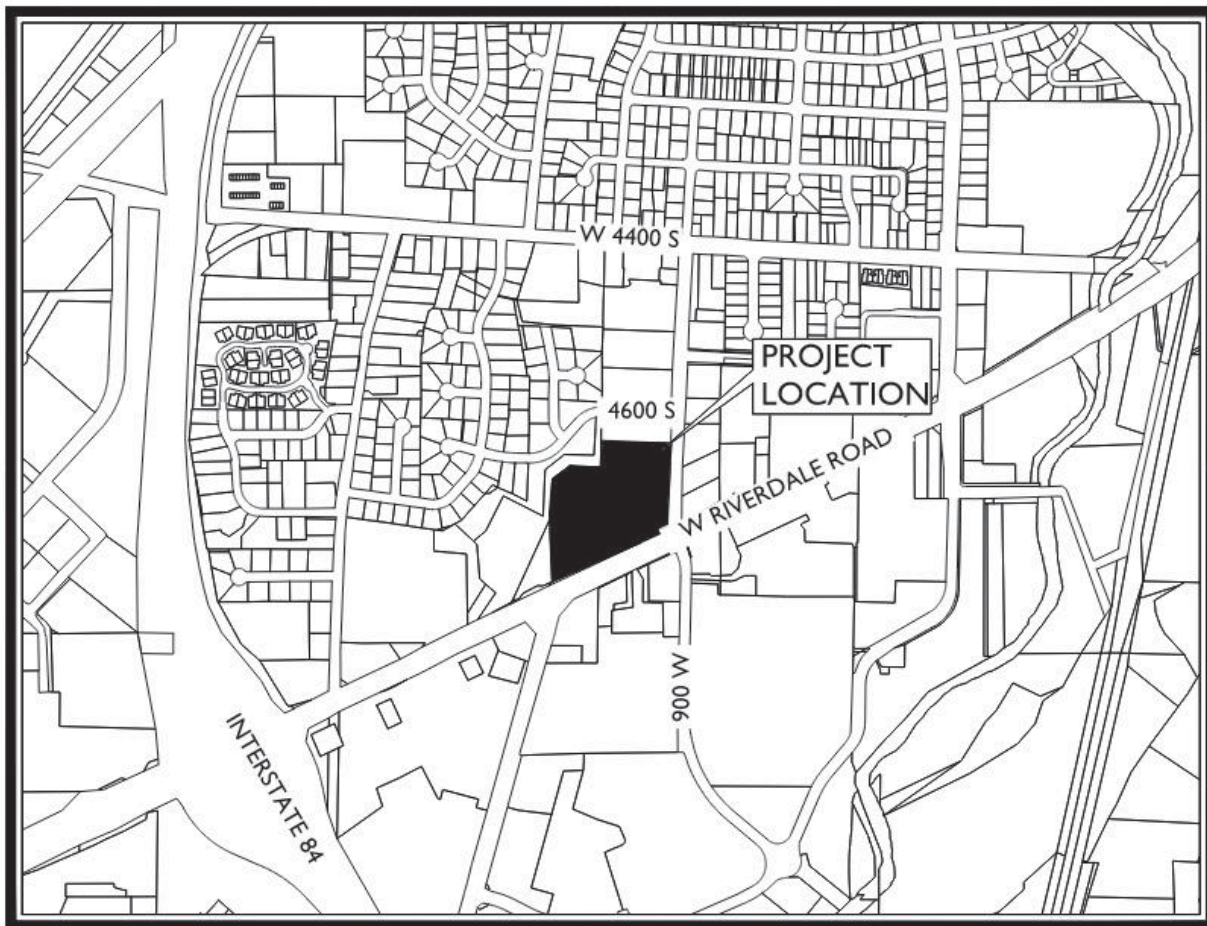 W 4400 S
PROJECT
LOCATION
4600 S
W RIVERDALE ROAD
900 W
INTERSTATE 84